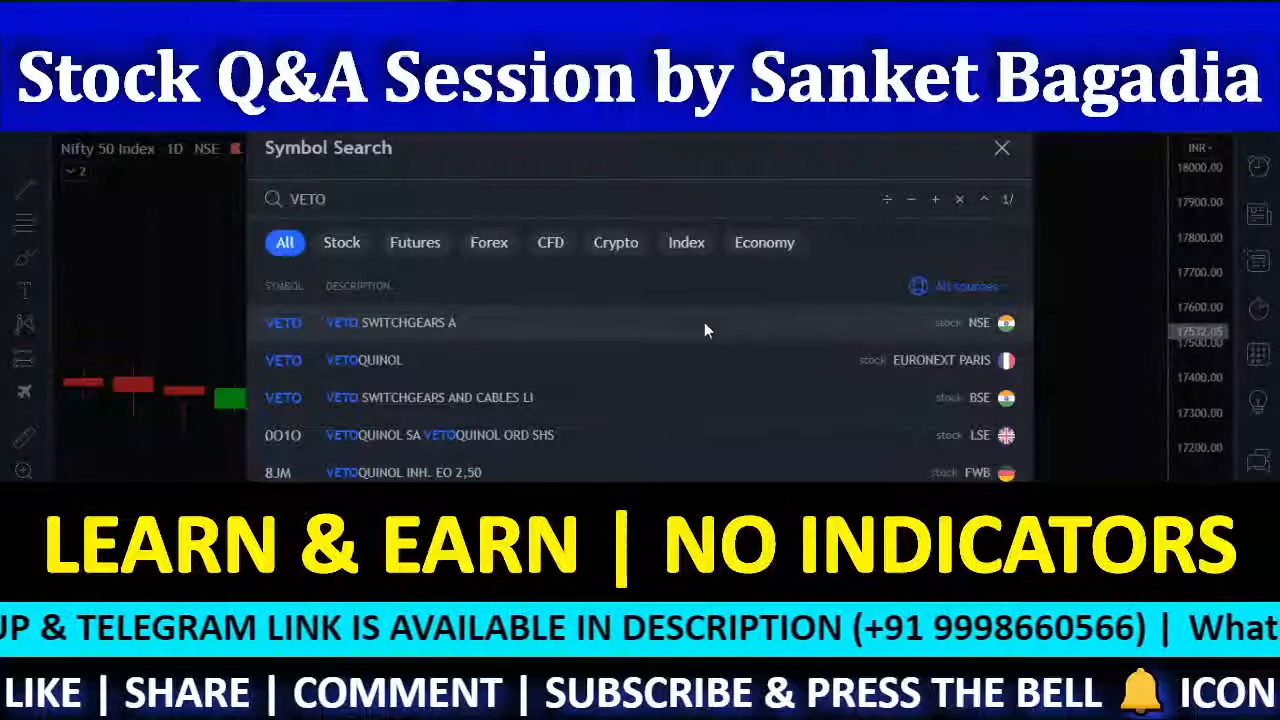 Stock Q&A Session by Sanket Bagadia
Nifty 50 Index 1D NSE
2
Symbol Search
INR
18000.00
VETO
÷ − + × ^ 1/
17900.00
All Stock Futures Forex CFD Crypto Index Economy
17800.00
17700.00
SYMBOL DESCRIPTION All sources
17600.00
VETO VETO SWITCHGEARS A stock NSE
17532.05
17500.00
VETO VETOQUINOL stock EURONEXT PARIS
17400.00
VETO VETO SWITCHGEARS AND CABLES LI stock BSE
17300.00
0O1O VETOQUINOL SA VETOQUINOL ORD SHS stock LSE
17200.00
8JM VETOQUINOL INH. EO 2,50 stock FWB
LEARN & EARN | NO INDICATORS
UP & TELEGRAM LINK IS AVAILABLE IN DESCRIPTION (+91 9998660566) | What
LIKE | SHARE | COMMENT | SUBSCRIBE & PRESS THE BELL 🔔 ICON